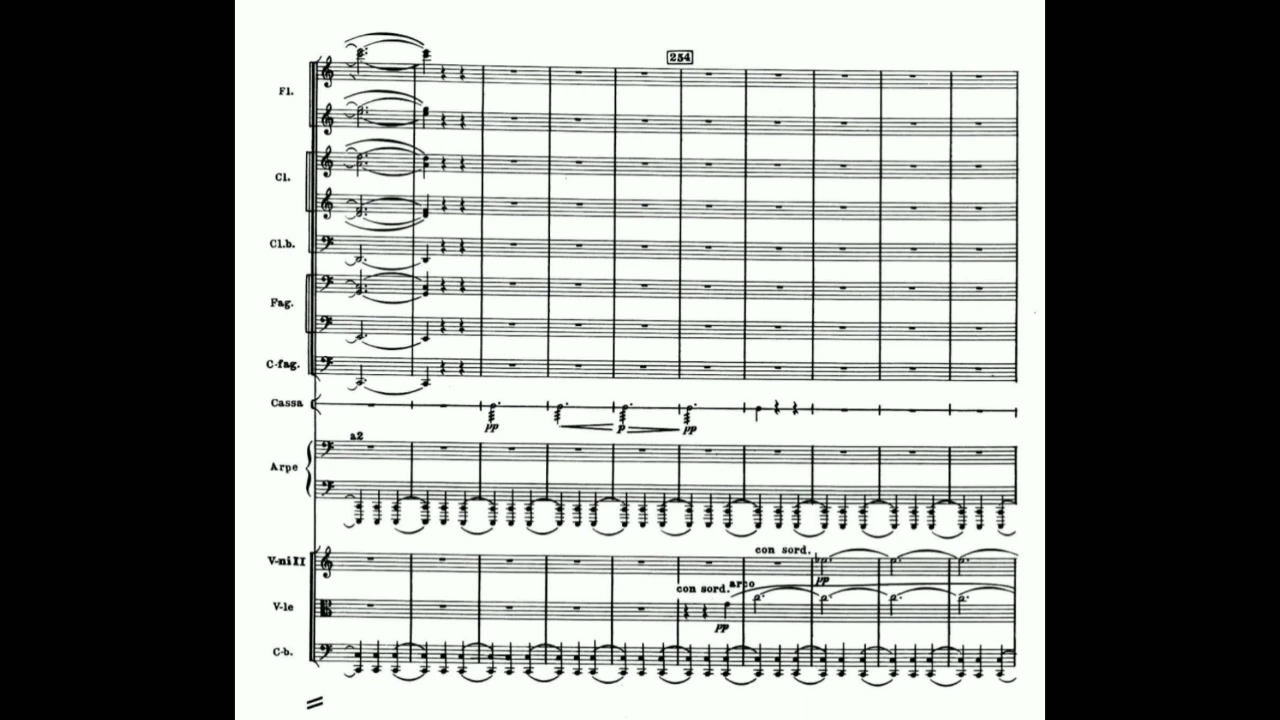 254
Fl.
Cl.
Cl.b.
Fag.
C-fag.
Cassa
pp p pp
a2
Arpe
con sord.
V-ni II
pp
con sord. arco
V-le
pp
C-b.